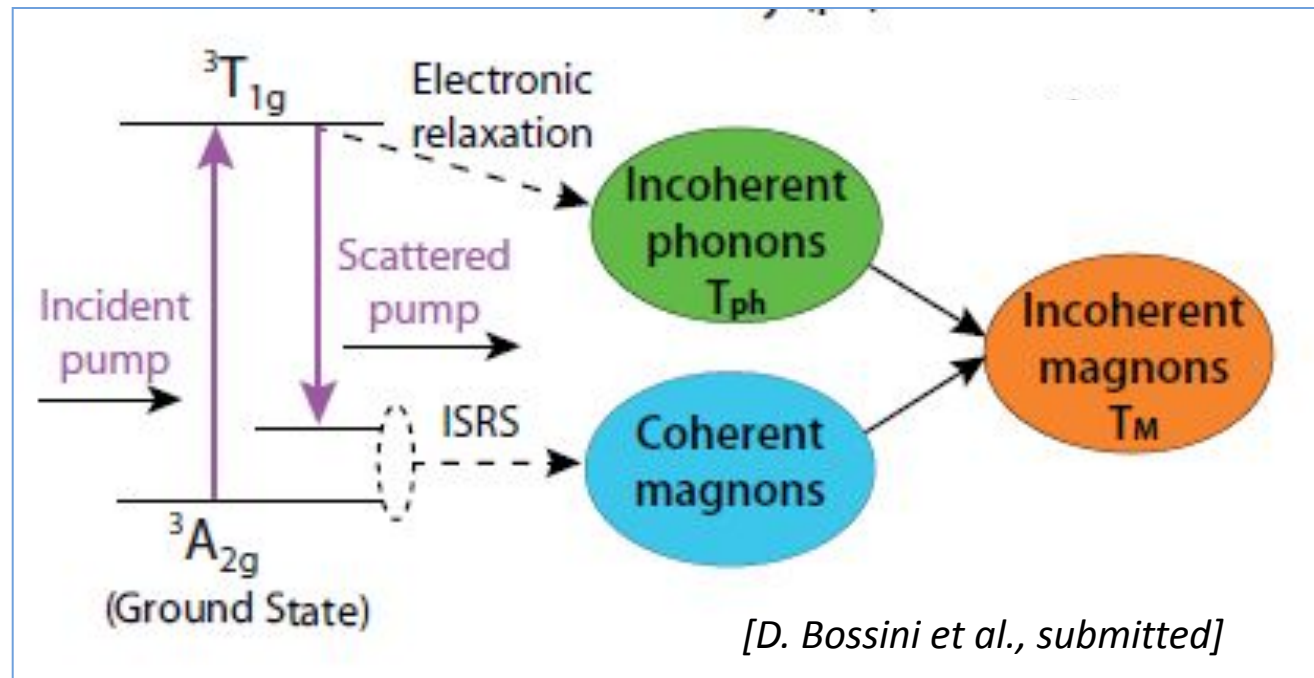 ³T₁g
Electronic
relaxation
Incoherent
phonons
Tph
Scattered
pump
Incident
pump
Incoherent
magnons
TM
ISRS
Coherent
magnons
³A₂g
(Ground State)
[D. Bossini et al., submitted]